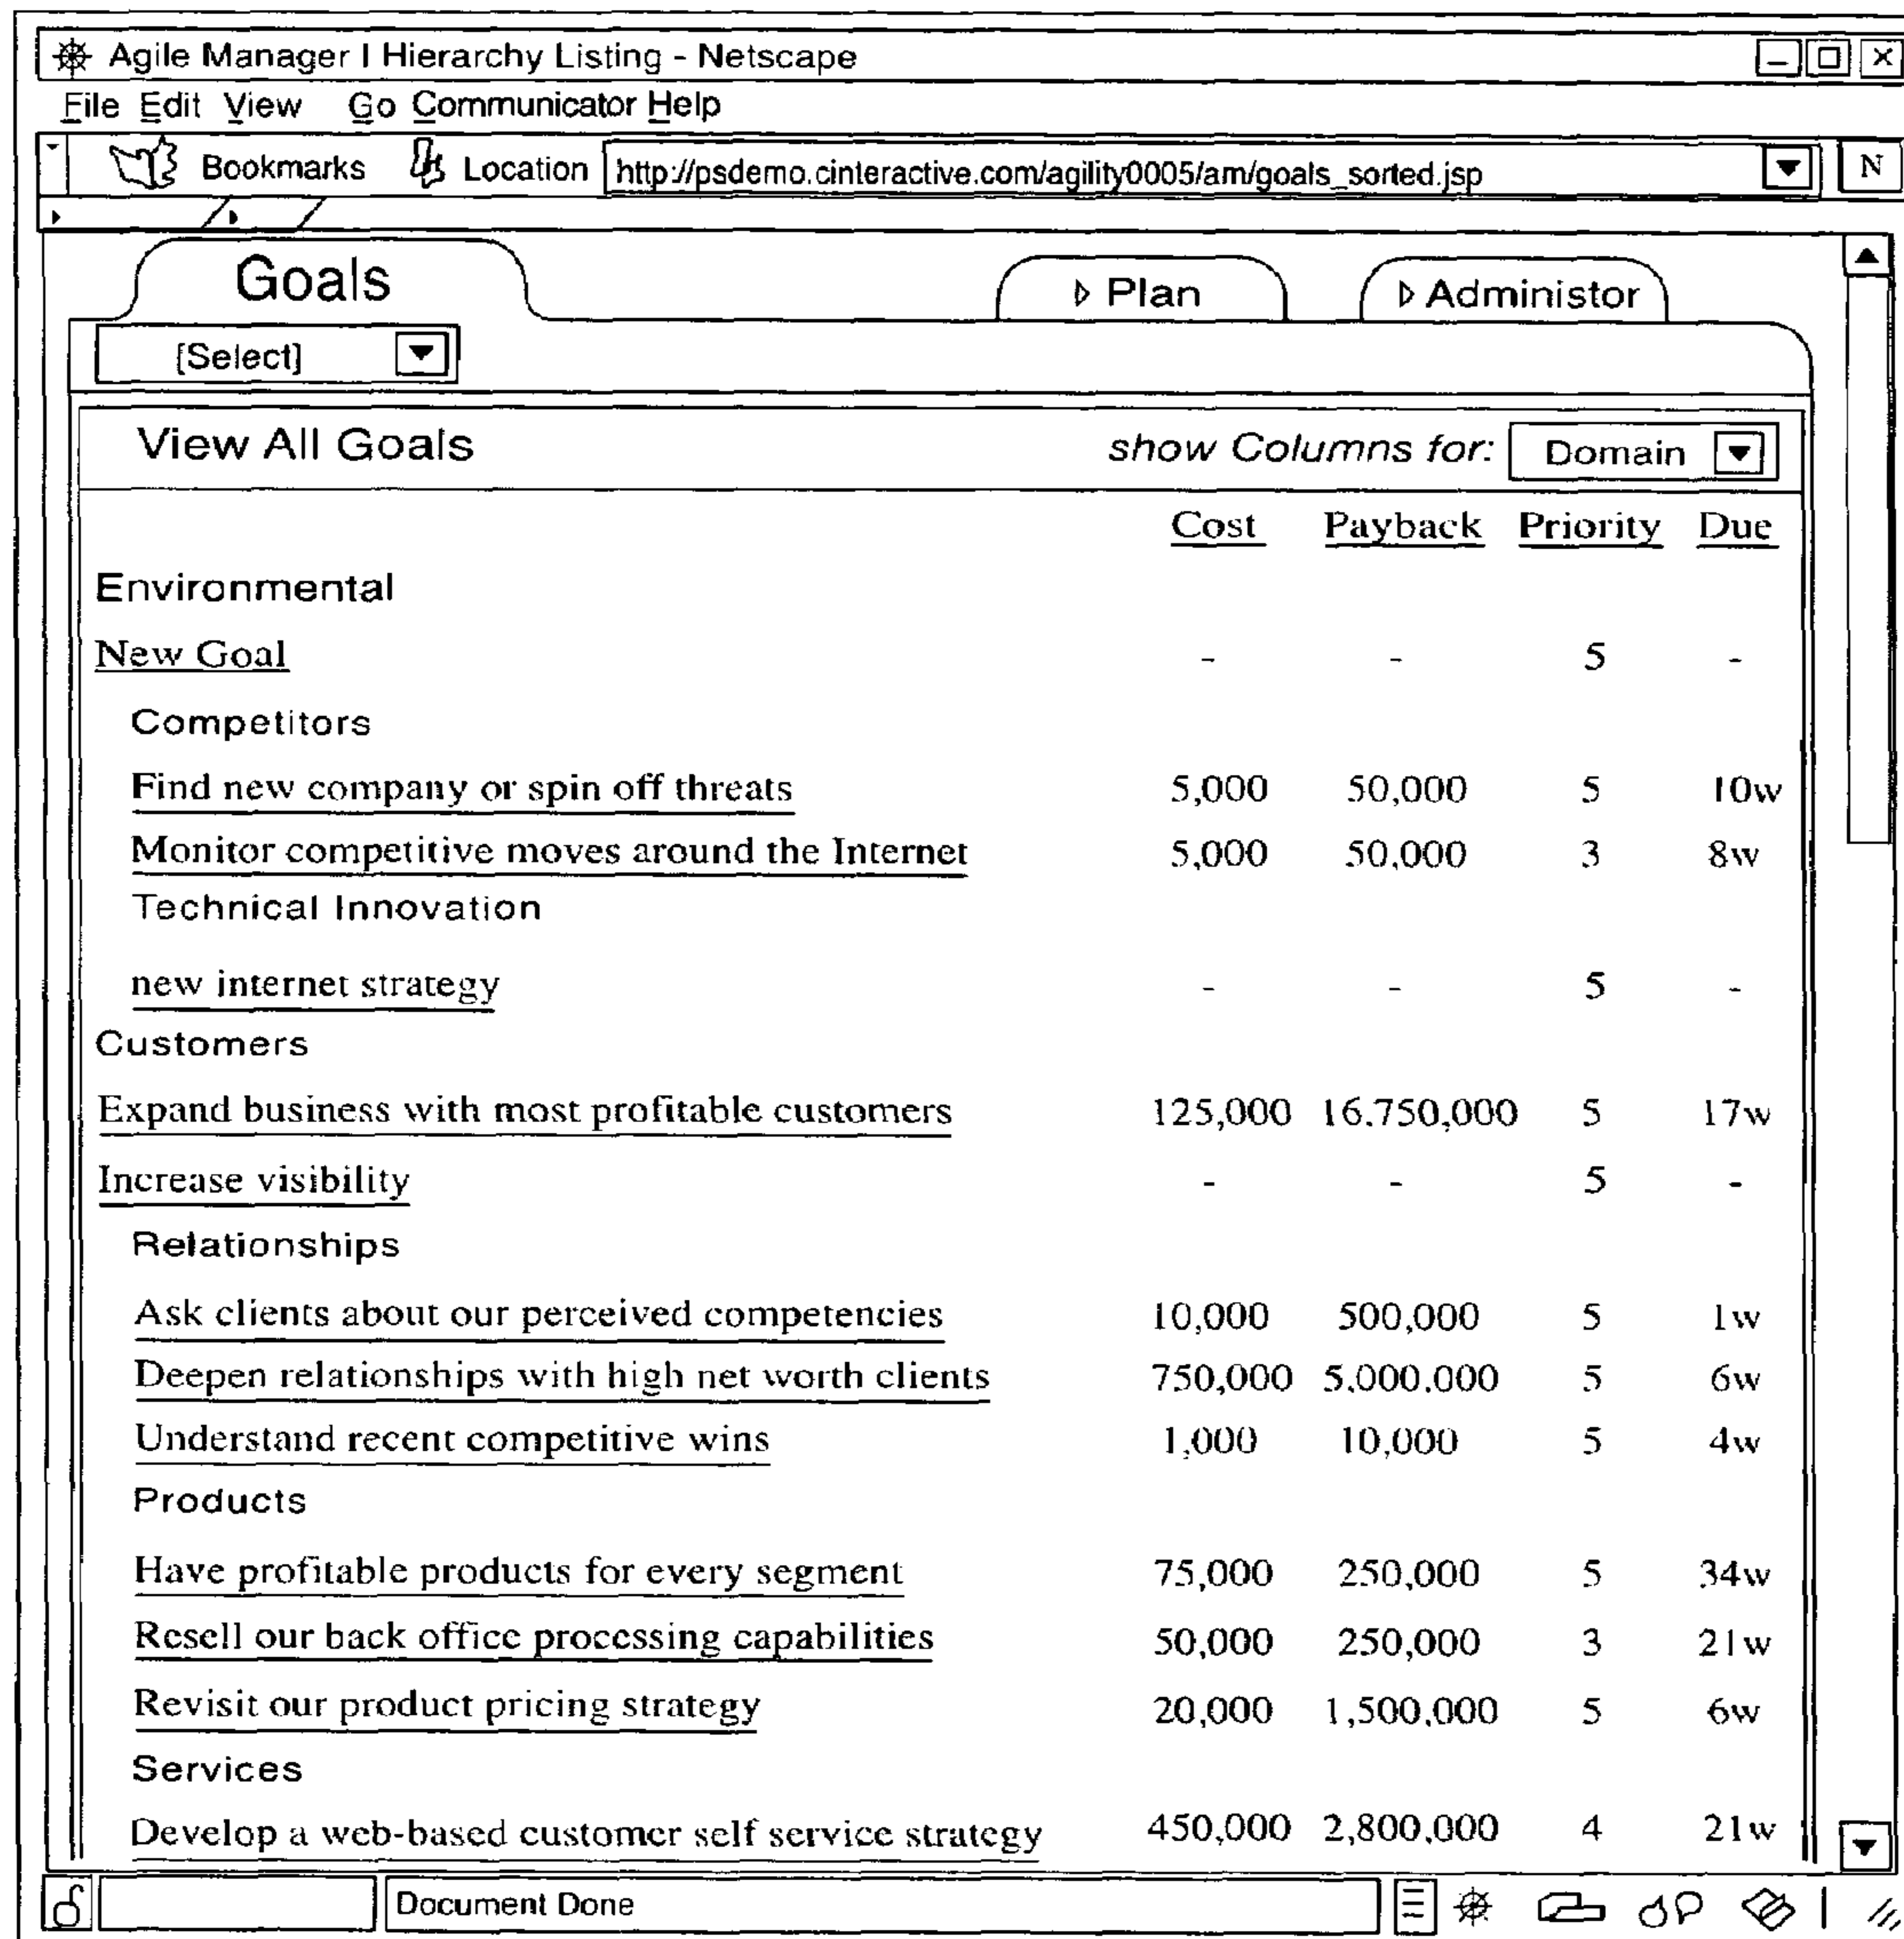 Agile Manager I Hierarchy Listing - Netscape
File Edit View Go Communicator Help
Bookmarks Location http://psdemo.cinteractive.com/agility0005/am/goals_sorted.jsp N
Goals Plan Administor
[Select]
View All Goals show Columns for: Domain
Cost Payback Priority Due
Environmental
New Goal - - 5 -
Competitors
Find new company or spin off threats 5,000 50,000 5 10w
Monitor competitive moves around the Internet 5,000 50,000 3 8w
Technical Innovation
new internet strategy - - 5 -
Customers
Expand business with most profitable customers 125,000 16.750,000 5 17w
Increase visibility - - 5 -
Relationships
Ask clients about our perceived competencies 10,000 500,000 5 1w
Deepen relationships with high net worth clients 750,000 5.000.000 5 6w
Understand recent competitive wins 1,000 10,000 5 4w
Products
Have profitable products for every segment 75,000 250,000 5 34w
Resell our back office processing capabilities 50,000 250,000 3 21w
Revisit our product pricing strategy 20,000 1,500,000 5 6w
Services
Develop a web-based customer self service strategy 450,000 2,800,000 4 21w
Document Done